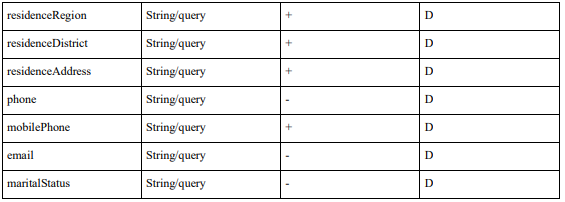 residenceRegion String/query + D
residenceDistrict String/query + D
residenceAddress String/query + D
phone String/query - D
mobilePhone String/query + D
email String/query - D
maritalStatus String/query - D